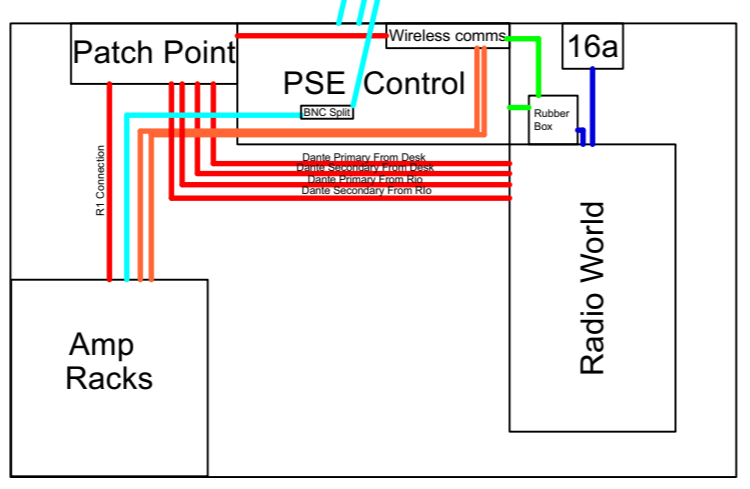 Patch Point
Wireless comms
16a
PSE Control
BNC Split
Rubber
Box
Dante Primary From Desk
Dante Secondary From Desk
Dante Primary From Rio
Dante Secondary From RIo
R1 Connection
Radio World
Amp
Racks